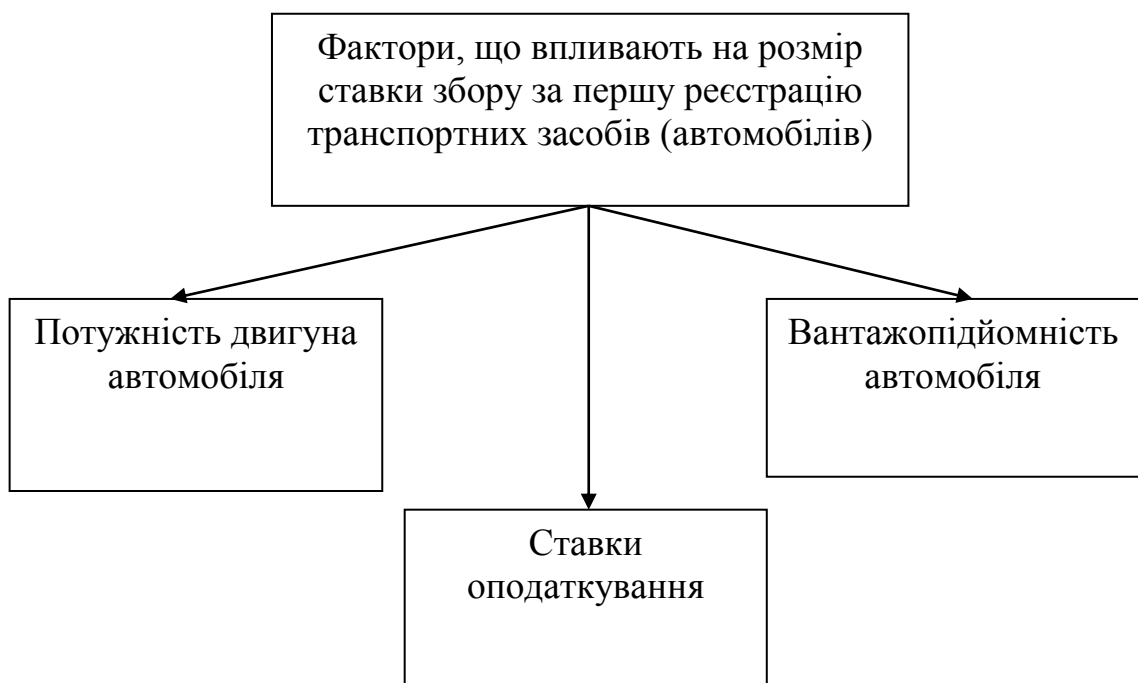 Фактори, що впливають на розмір
ставки збору за першу реєстрацію
транспортних засобів (автомобілів)
Потужність двигуна
автомобіля
Вантажопідйомність
автомобіля
Ставки
оподаткування